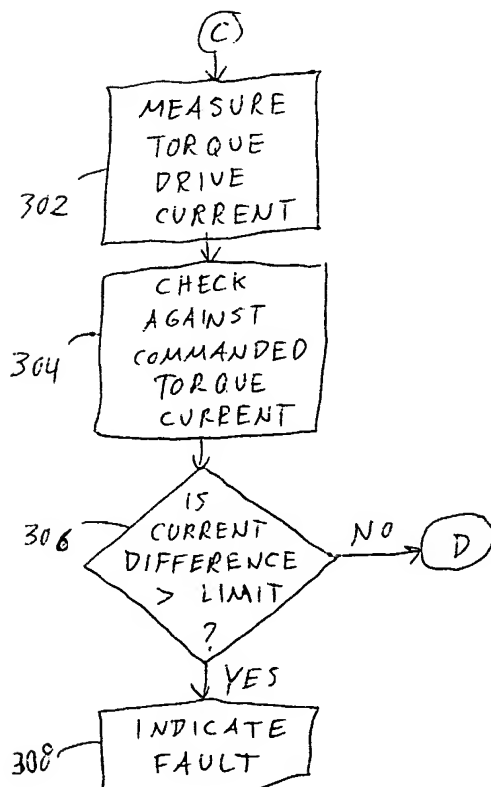 C
MEASURE
TORQUE
DRIVE
CURRENT
302
CHECK
AGAINST
COMMANDED
TORQUE
CURRENT
304
IS
CURRENT
DIFFERENCE
> LIMIT
?
306
NO
D
YES
INDICATE
FAULT
308